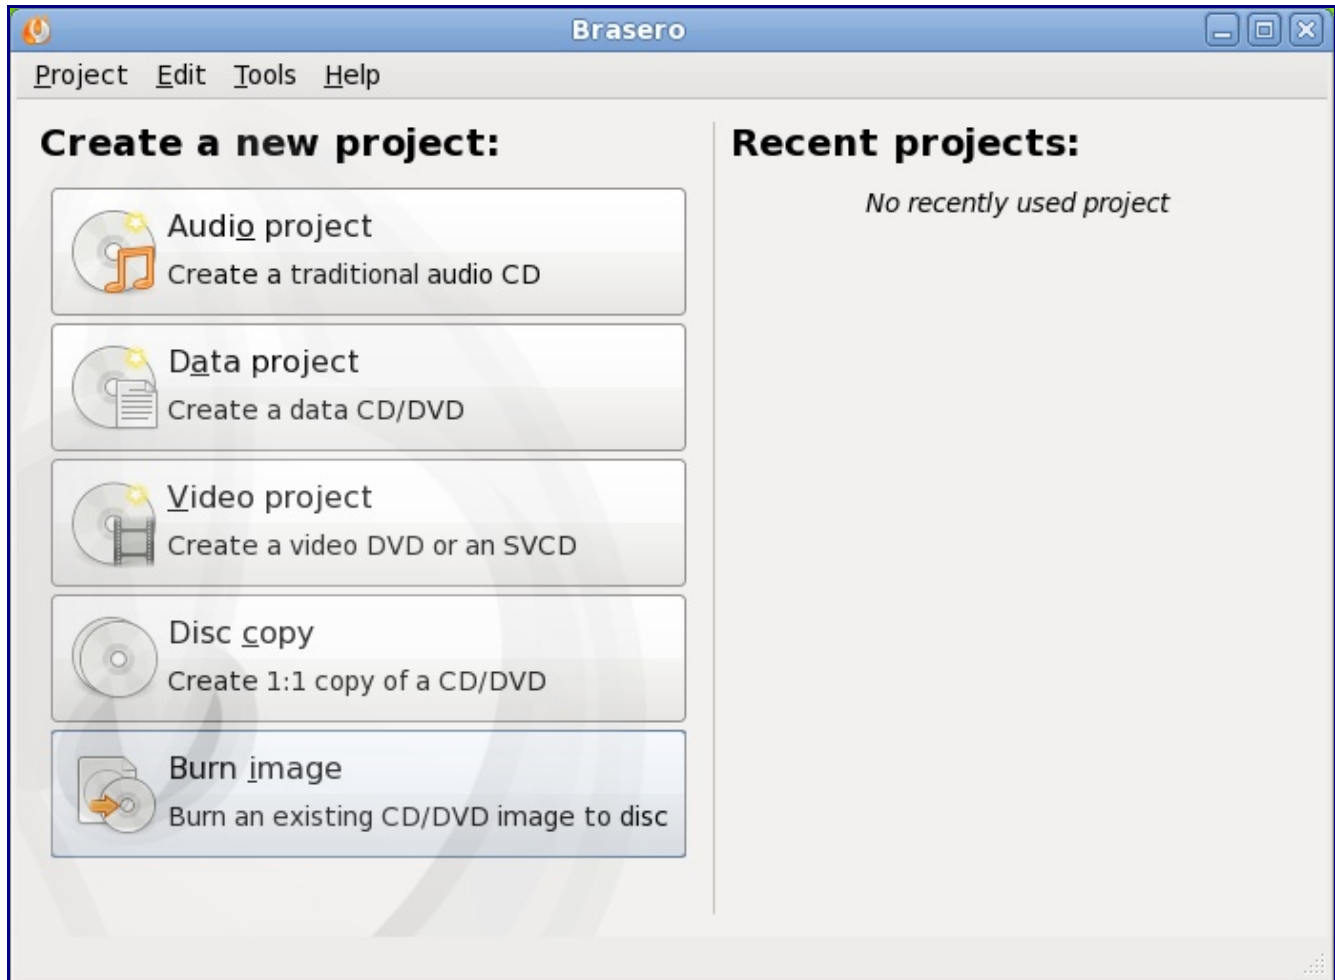 Brasero
Project Edit Tools Help
Create a new project:
Audio project
Create a traditional audio CD
Data project
Create a data CD/DVD
Video project
Create a video DVD or an SVCD
Disc copy
Create 1:1 copy of a CD/DVD
Burn image
Burn an existing CD/DVD image to disc
Recent projects:
No recently used project